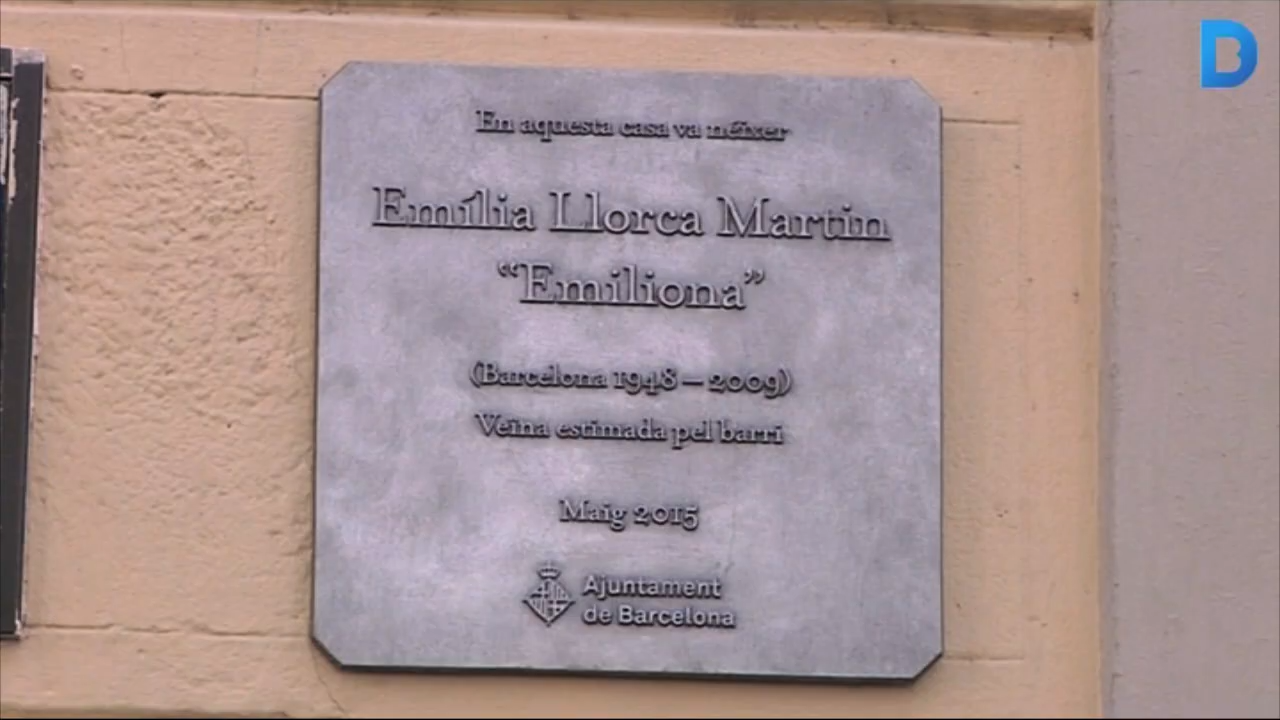 En aquesta casa va néixer
Emília Llorca Martin
“Emiliona”
(Barcelona 1948 – 2009)
Veïna estimada pel barri
Maig 2015
Ajuntament
de Barcelona
B